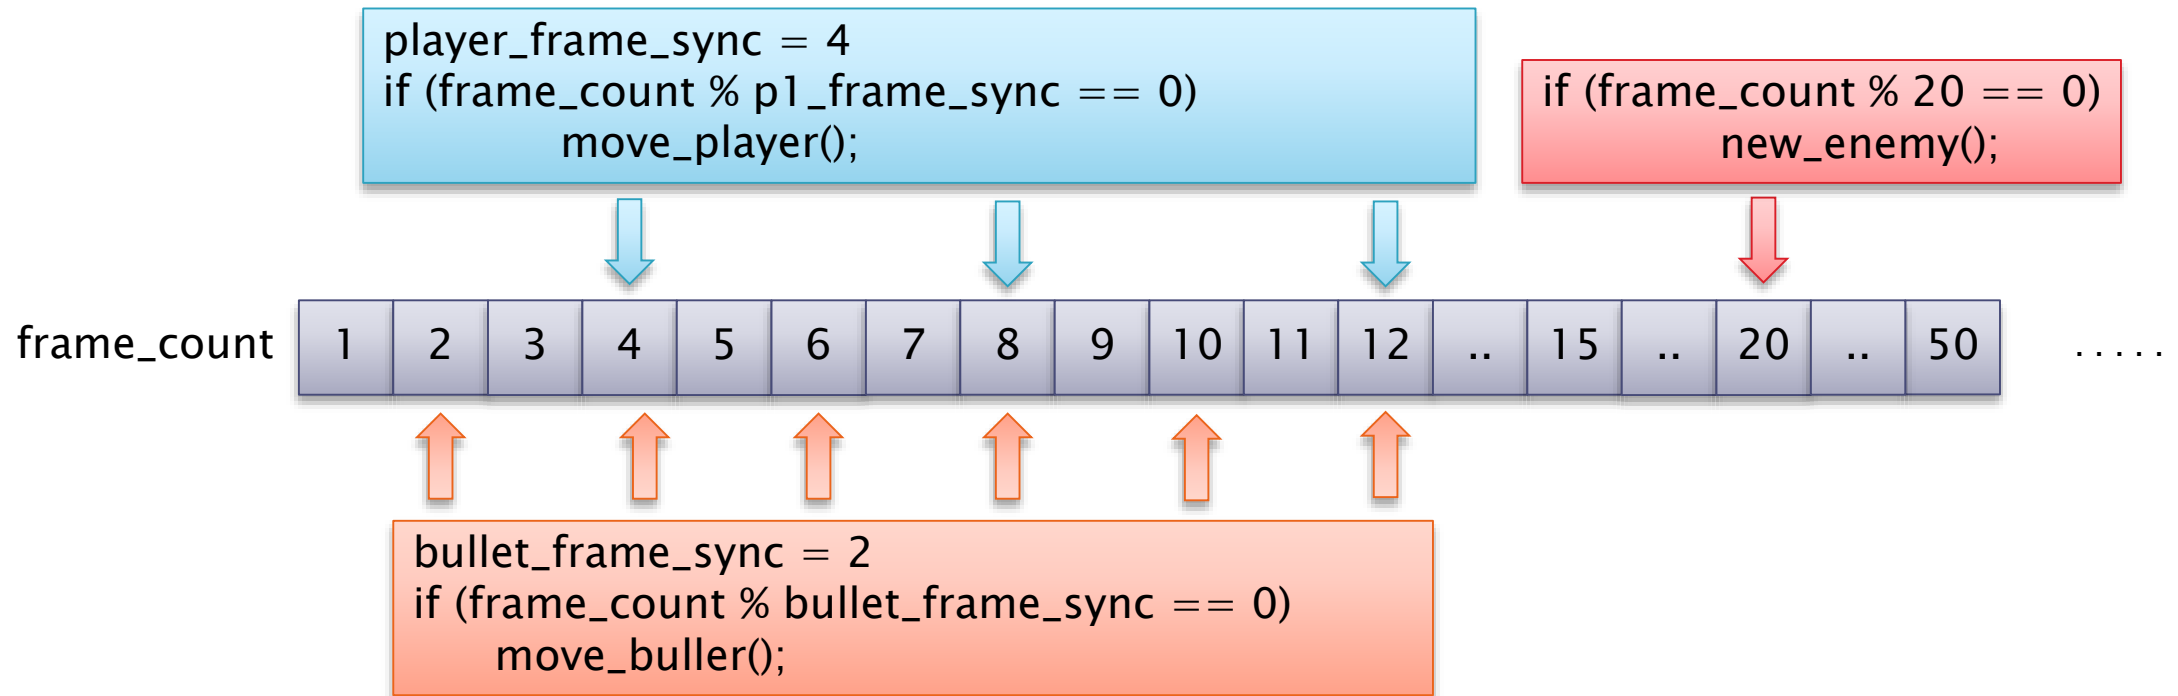 player_frame_sync = 4
if (frame_count % p1_frame_sync == 0)
move_player();
if (frame_count % 20 == 0)
new_enemy();
frame_count 1 2 3 4 5 6 7 8 9 10 11 12 .. 15 .. 20 .. 50 .....
bullet_frame_sync = 2
if (frame_count % bullet_frame_sync == 0)
move_buller();